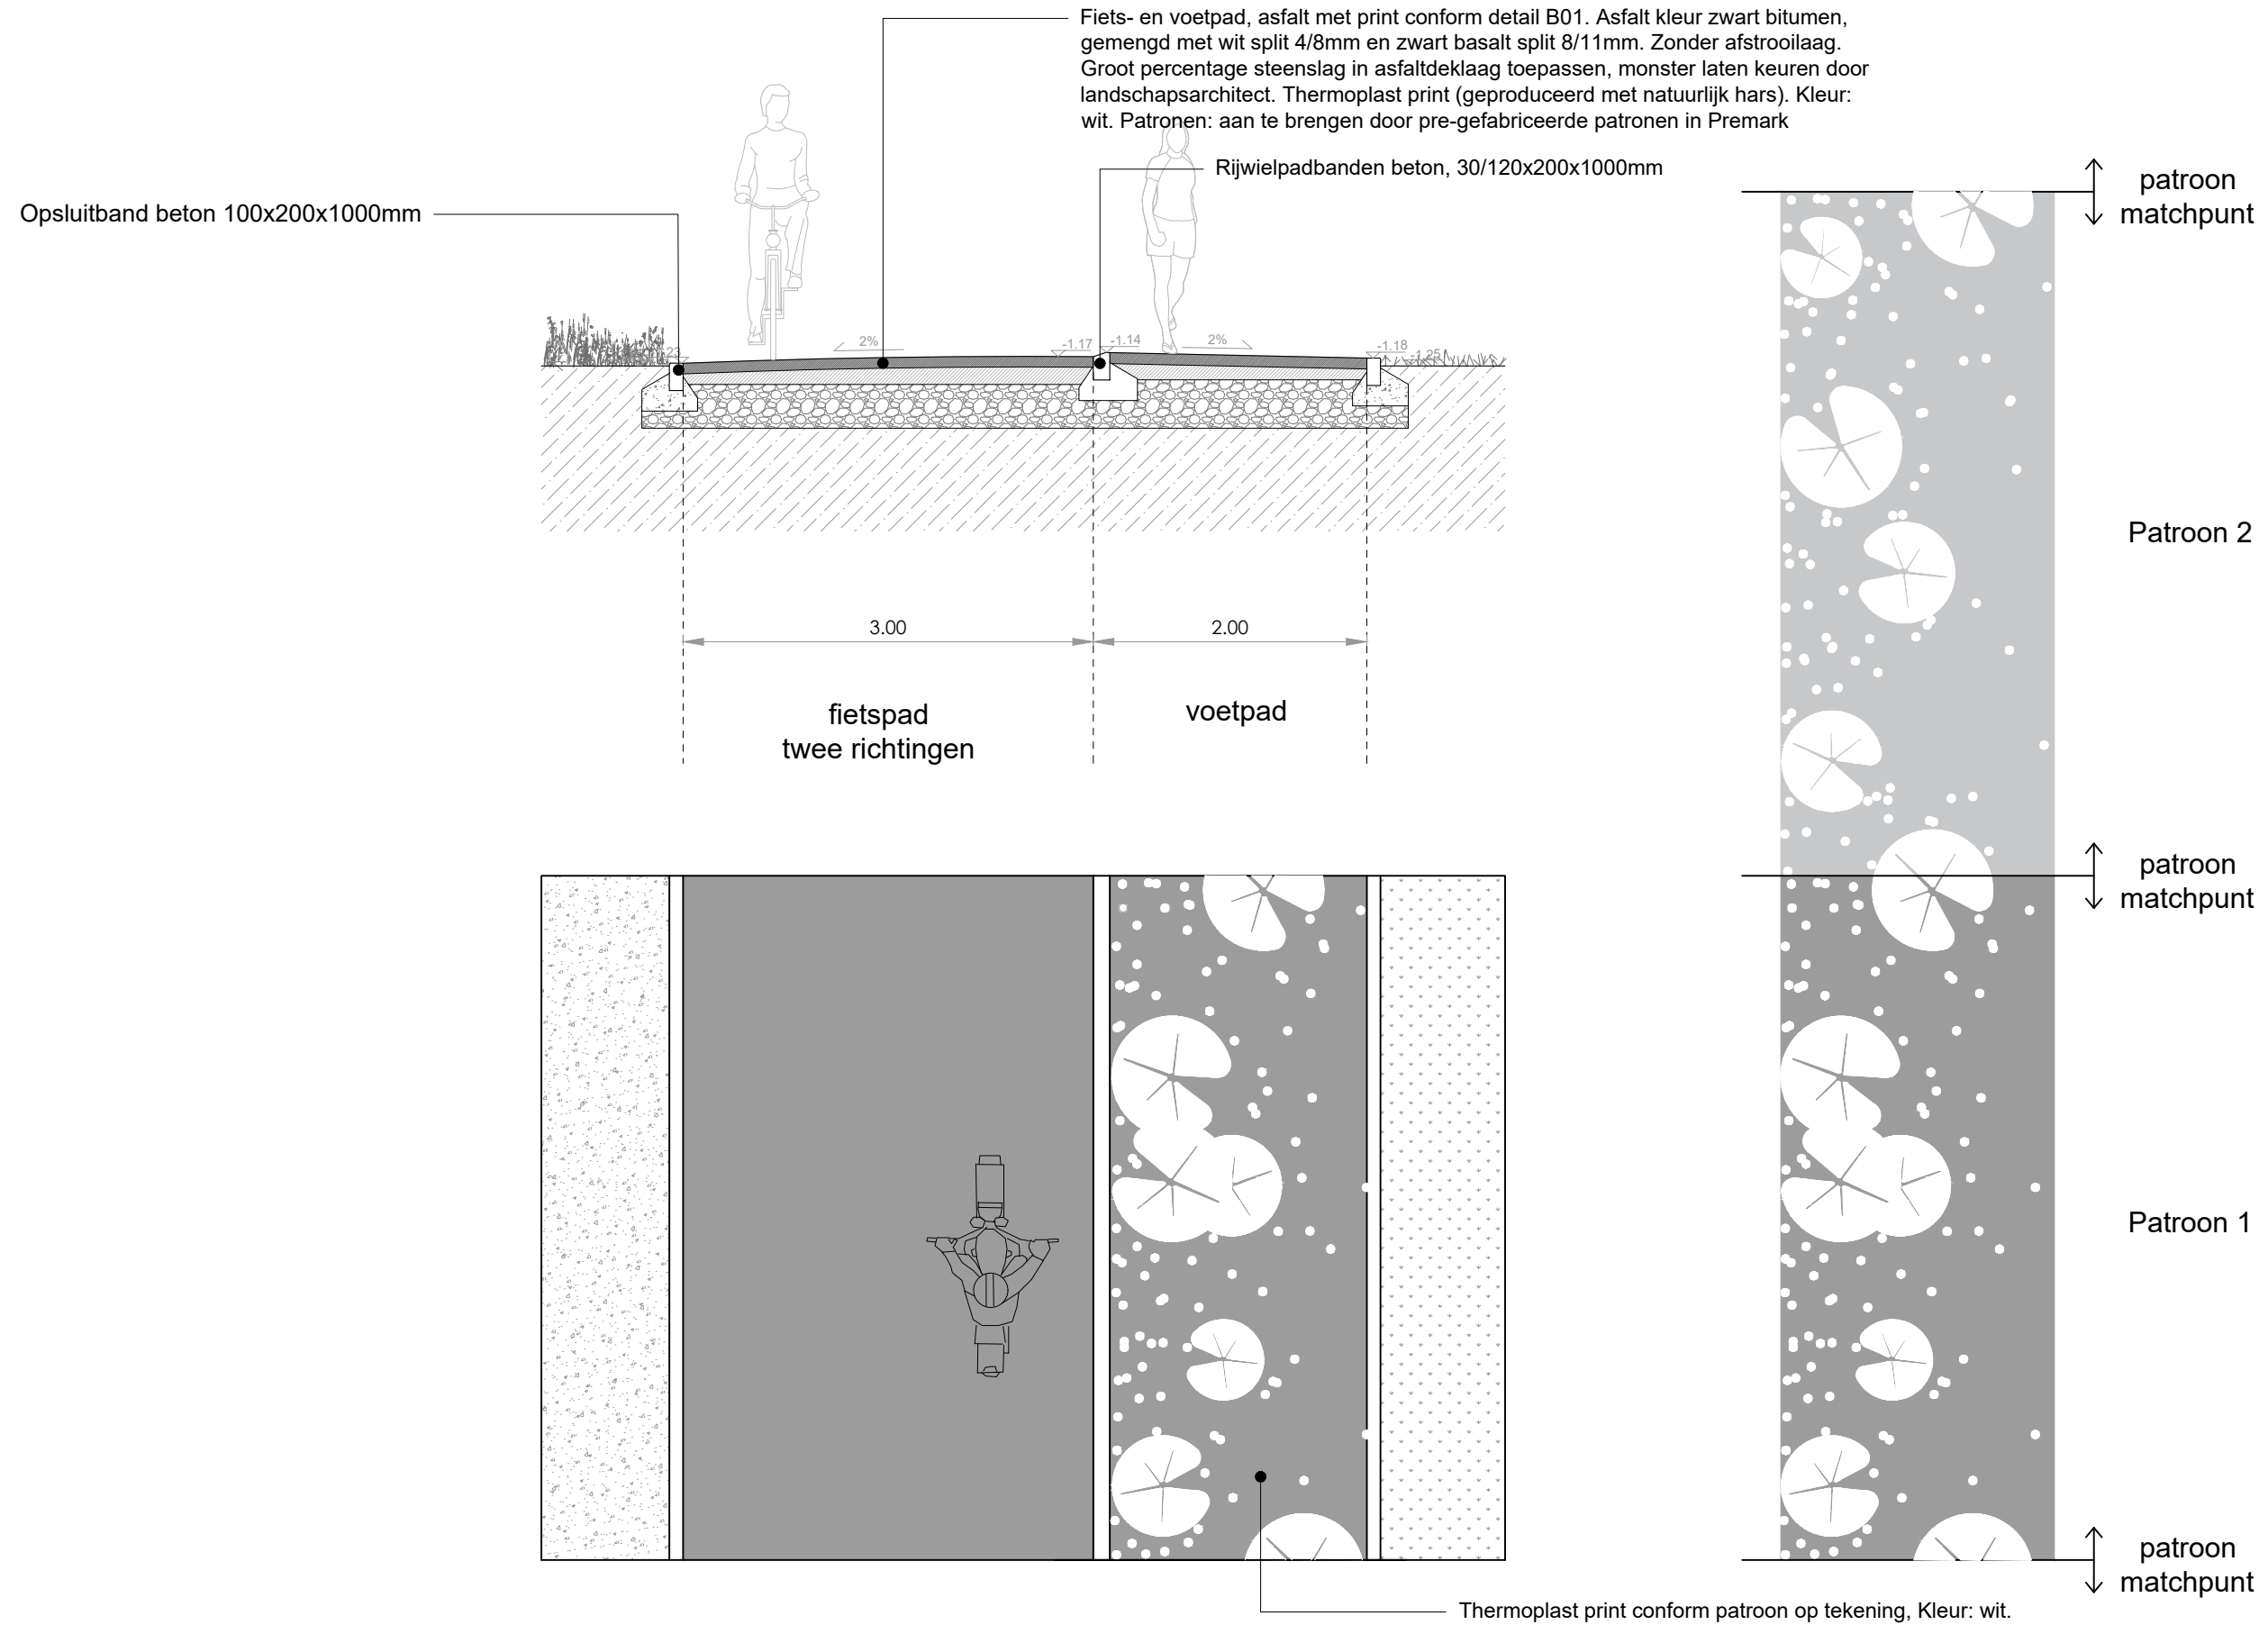 Fiets- en voetpad, asfalt met print conform detail B01. Asfalt kleur zwart bitumen,
gemengd met wit split 4/8mm en zwart basalt split 8/11mm. Zonder afstrooilaag.
Groot percentage steenslag in asfaltdeklaag toepassen, monster laten keuren door
landschapsarchitect. Thermoplast print (geproduceerd met natuurlijk hars). Kleur:
wit. Patronen: aan te brengen door pre-gefabriceerde patronen in Premark
Rijwielpadbanden beton, 30/120x200x1000mm
Opsluitband beton 100x200x1000mm
2%
-1.17
-1.14
2%
-1.18
-1.25
3.00
2.00
fietspad
twee richtingen
voetpad
patroon
matchpunt
Patroon 2
patroon
matchpunt
Patroon 1
patroon
matchpunt
Thermoplast print conform patroon op tekening, Kleur: wit.